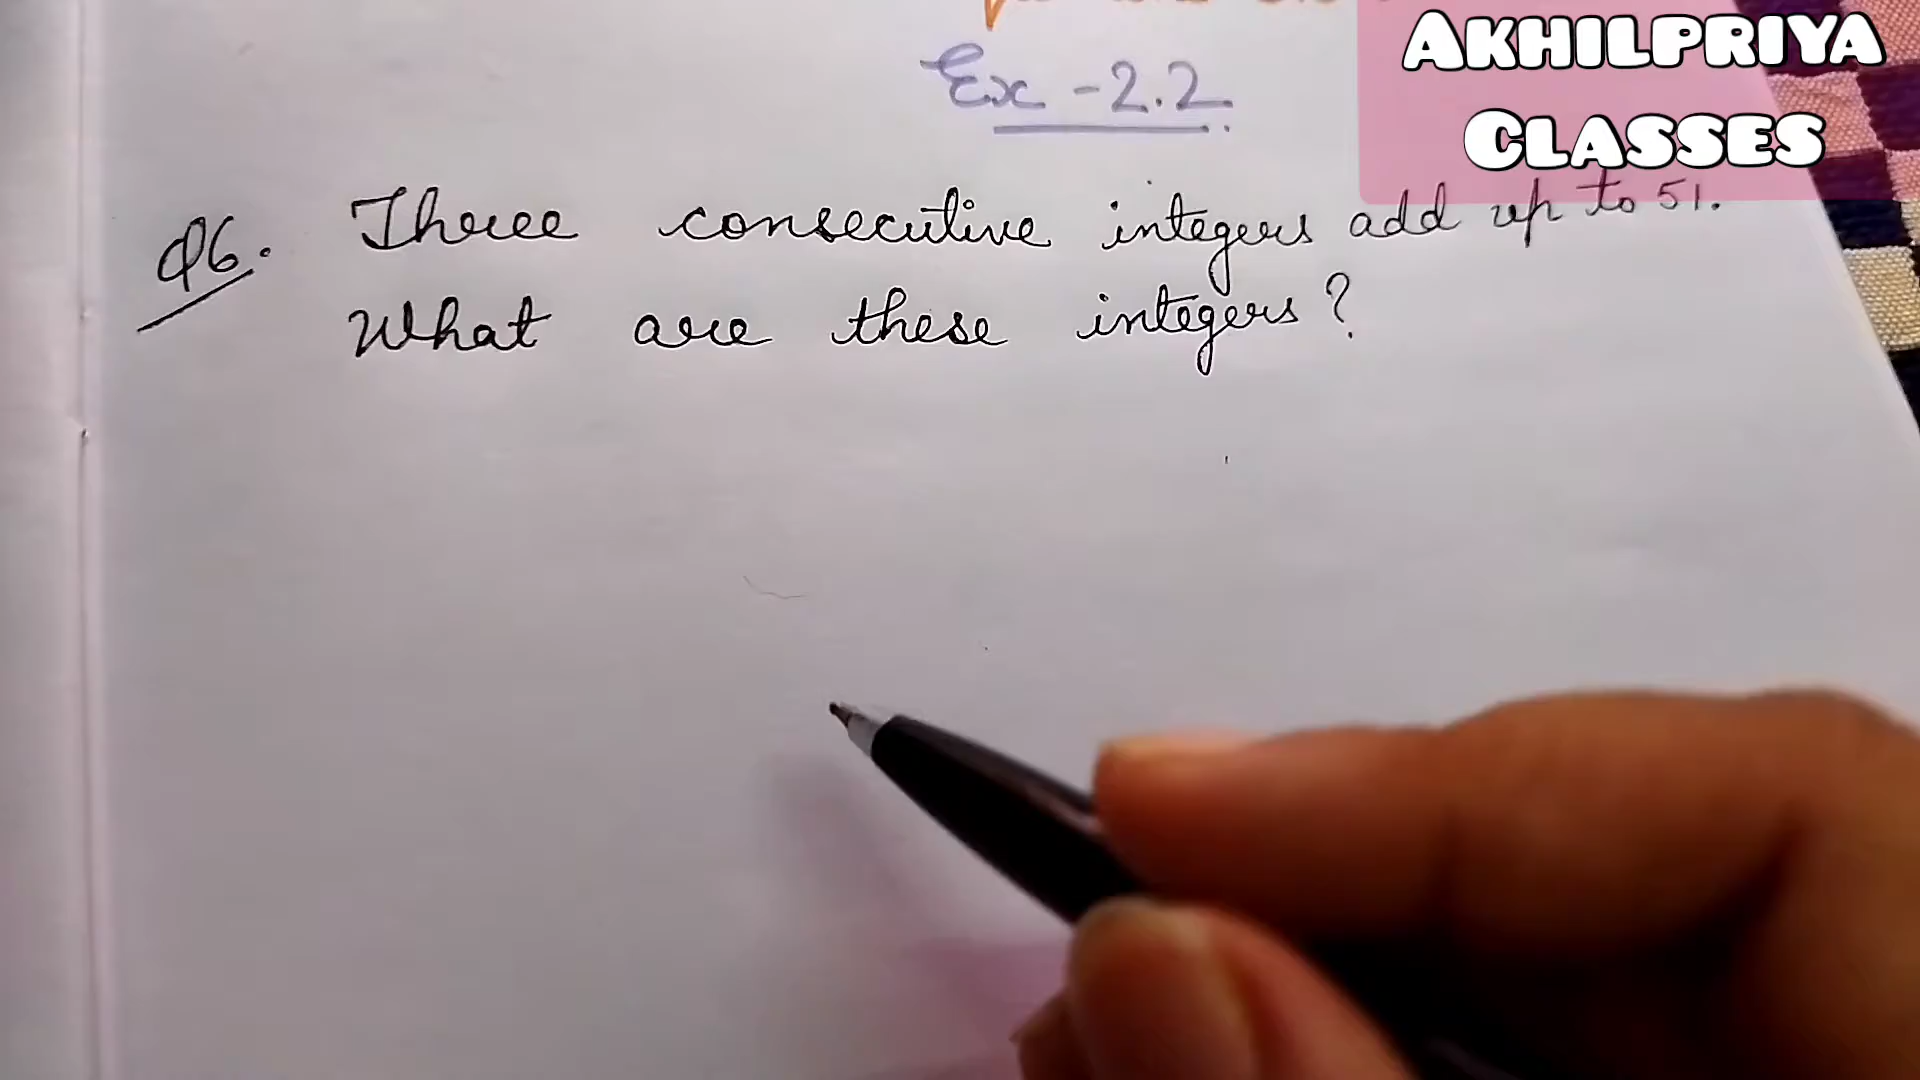 AKHILPRIYA
CLASSES
Ex - 2.2.
Q6. Three consecutive integers add up to 51.
What are these integers?